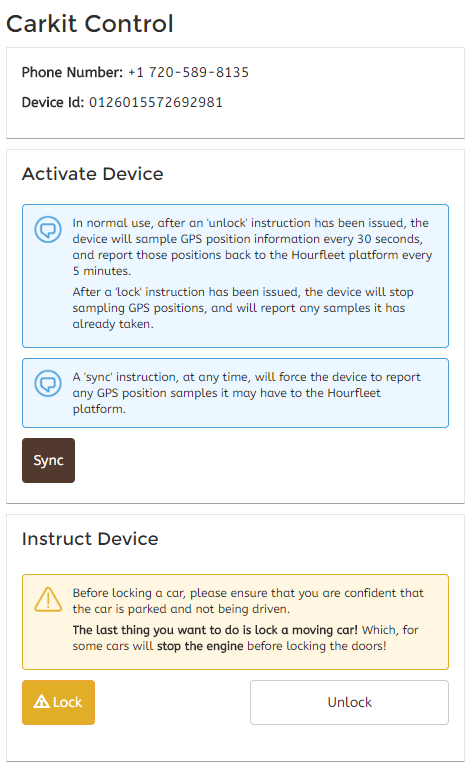 Carkit Control
Phone Number: +1 720-589-8135
Device Id: 0126015572692981
Activate Device
In normal use, after an 'unlock' instruction has been issued, the
device will sample GPS position information every 30 seconds,
and report those positions back to the Hourfleet platform every
5 minutes.
After a 'lock' instruction has been issued, the device will stop
sampling GPS positions, and will report any samples it has
already taken.
A 'sync' instruction, at any time, will force the device to report
any GPS position samples it may have to the Hourfleet
platform.
Sync
Instruct Device
Before locking a car, please ensure that you are confident that
the car is parked and not being driven.
The last thing you want to do is lock a moving car! Which, for
some cars will stop the engine before locking the doors!
Lock
Unlock